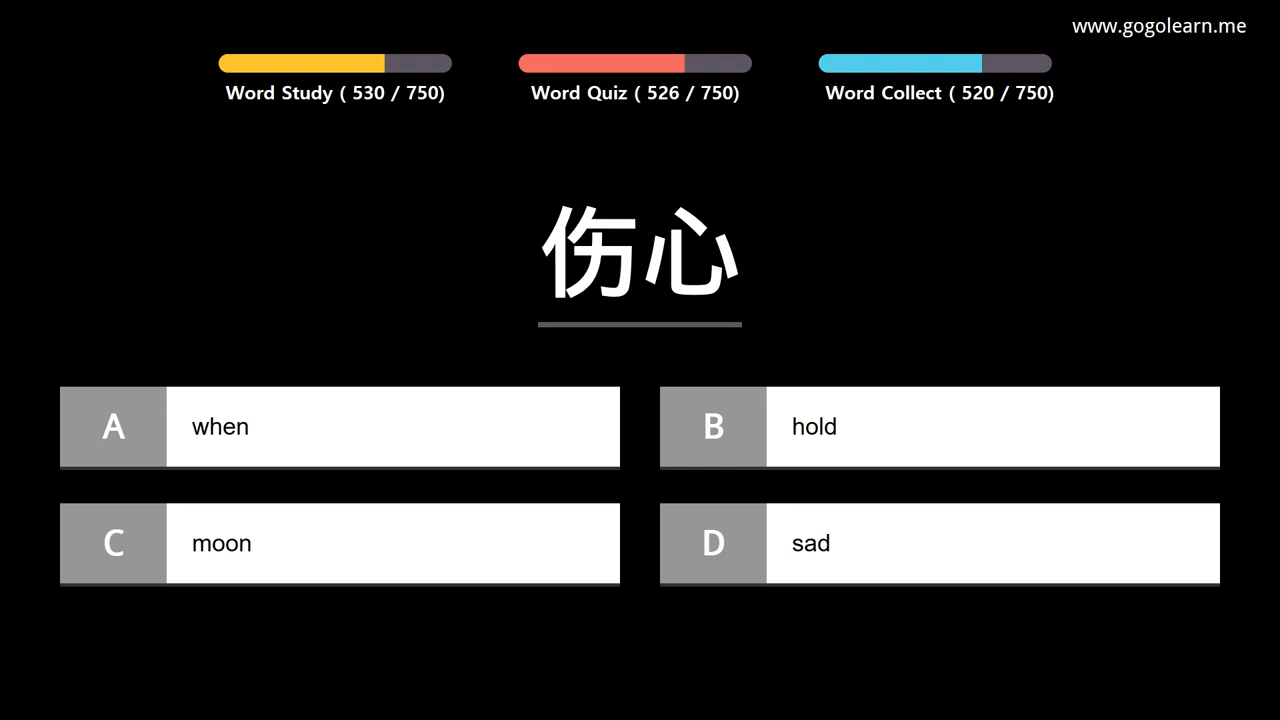 www.gogolearn.me
Word Study ( 530 / 750)
Word Quiz ( 526 / 750)
Word Collect ( 520 / 750)
伤心
A when
B hold
C moon
D sad